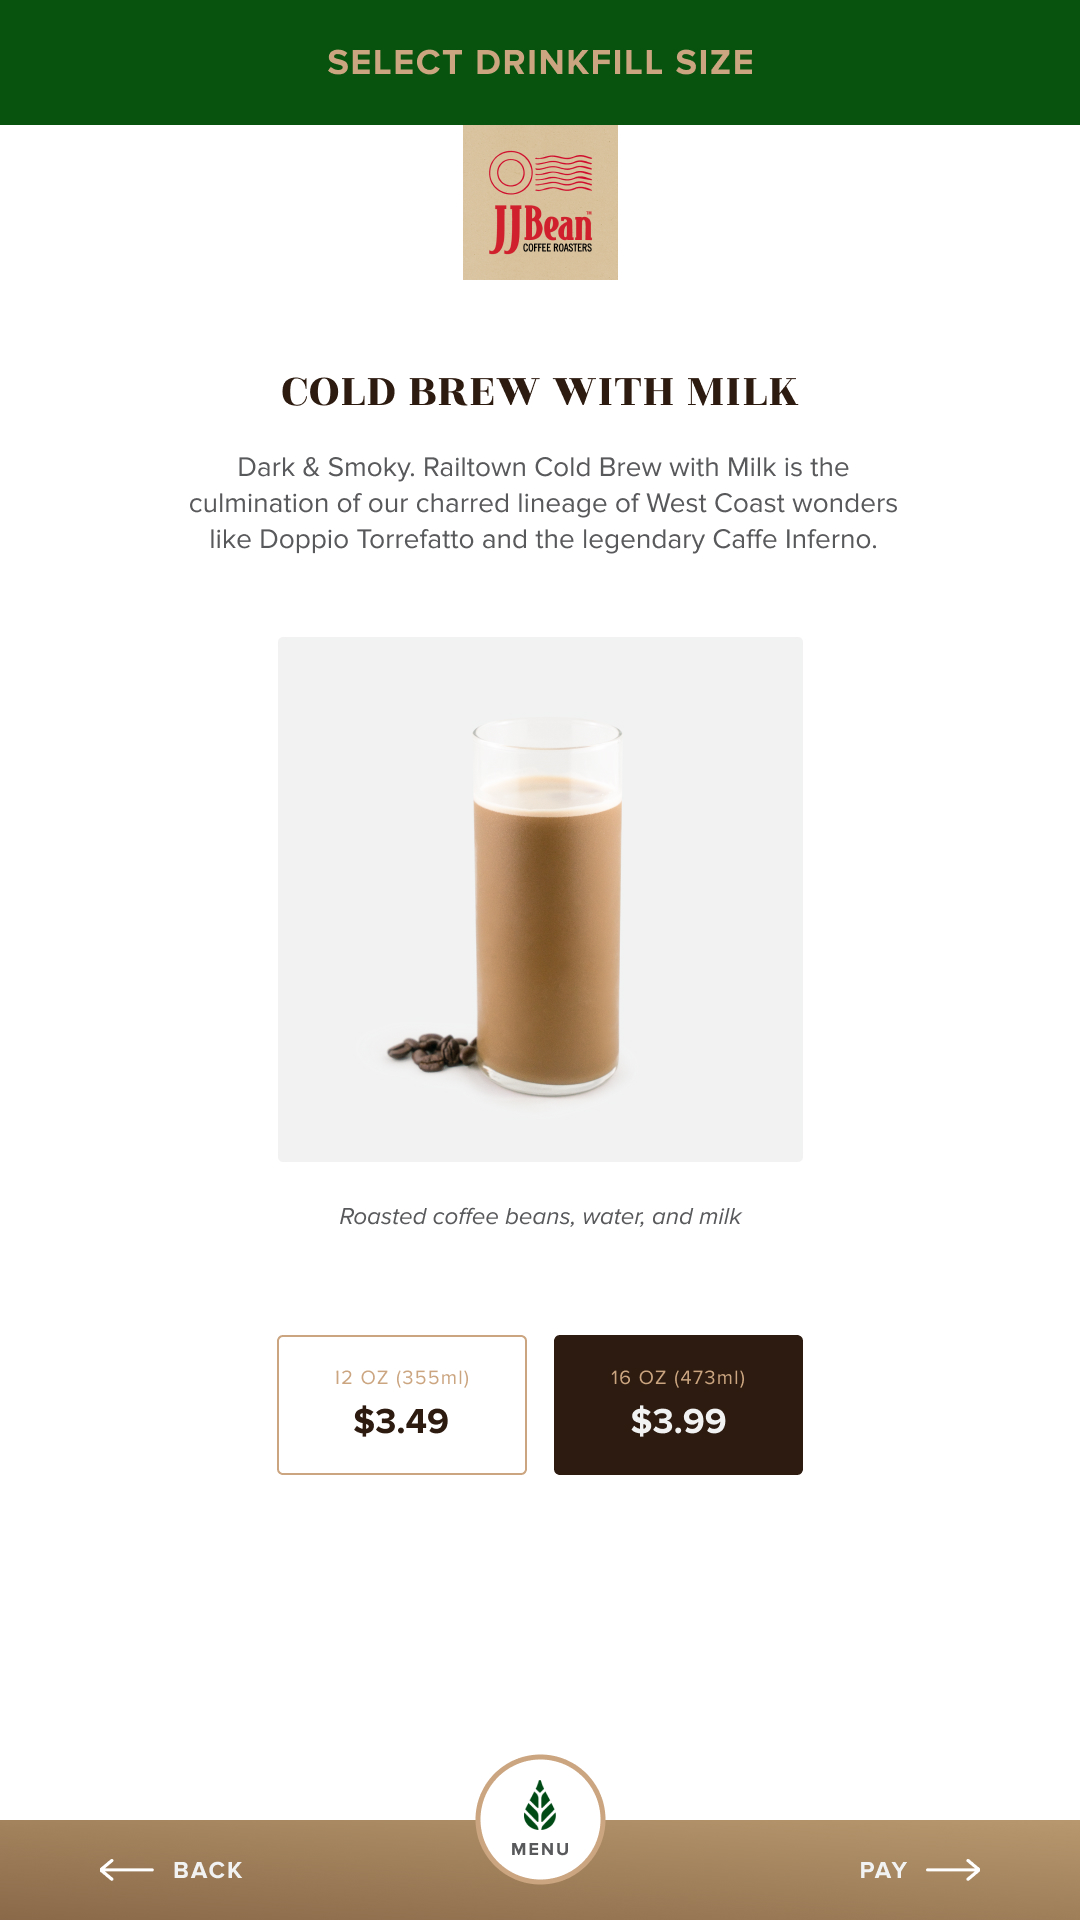 SELECT DRINKFILL SIZE
JJBean™
COFFEE ROASTERS
COLD BREW WITH MILK
Dark & Smoky. Railtown Cold Brew with Milk is the
culmination of our charred lineage of West Coast wonders
like Doppio Torrefatto and the legendary Caffe Inferno.
Roasted coffee beans, water, and milk
12 OZ (355ml)
$3.49
16 OZ (473ml)
$3.99
MENU
BACK
PAY